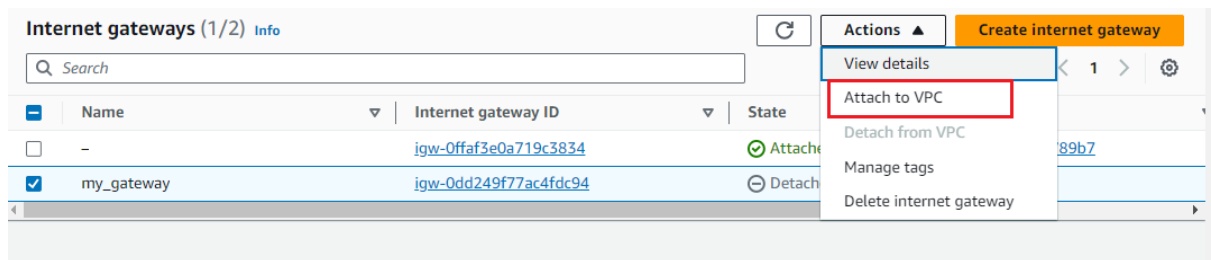 Internet gateways (1/2) Info
Actions ▲
Create internet gateway
Search
View details
1
Name
Internet gateway ID
State
Attach to VPC
Detach from VPC
–
igw-0ffaf3e0a719c3834
Attache
89b7
Manage tags
my_gateway
igw-0dd249f77ac4fdc94
Detach
Delete internet gateway